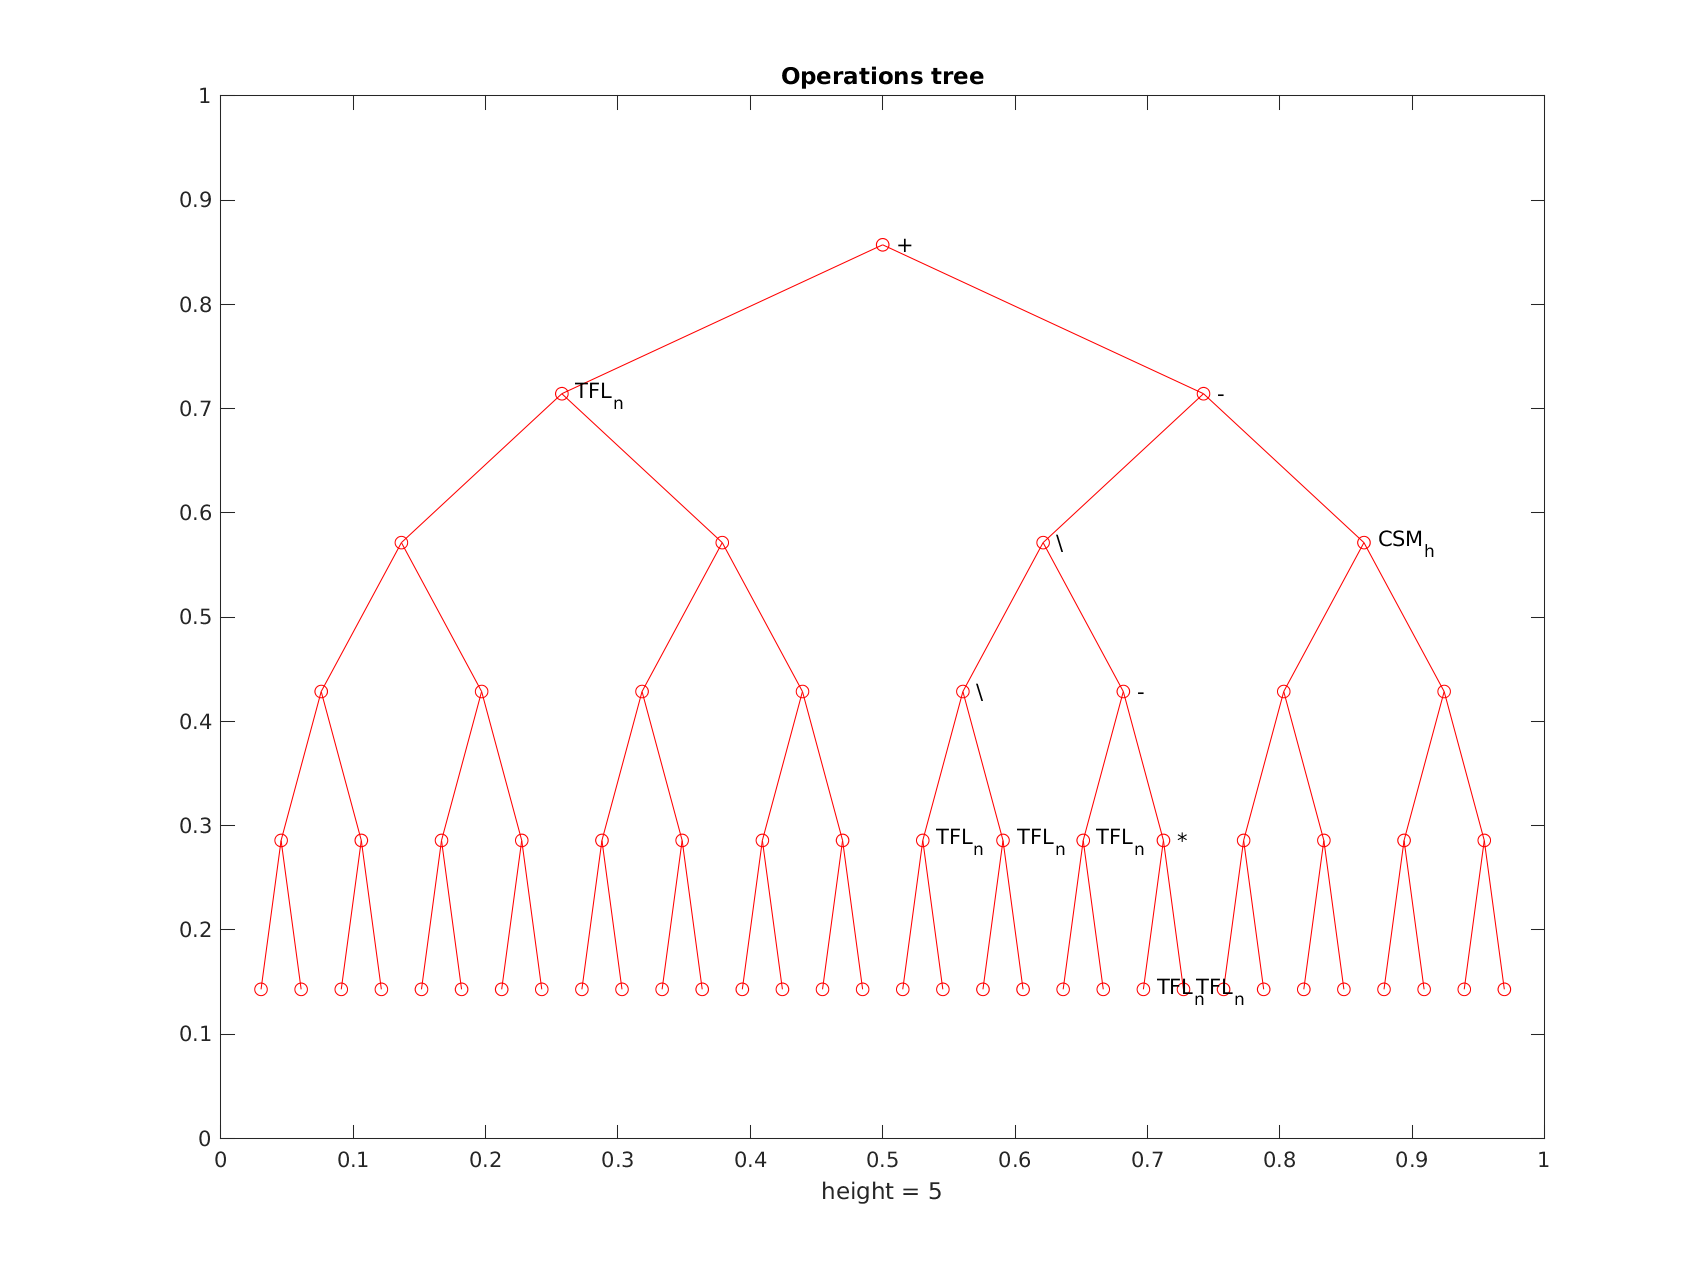 Operations tree
1
0.9
+
0.8
TFLn -
0.7
0.6
\ CSMh
0.5
\ -
0.4
0.3
TFLn TFLn TFLn *
0.2
TFLn TFLn
0.1
0
0 0.1 0.2 0.3 0.4 0.5 0.6 0.7 0.8 0.9 1
height = 5